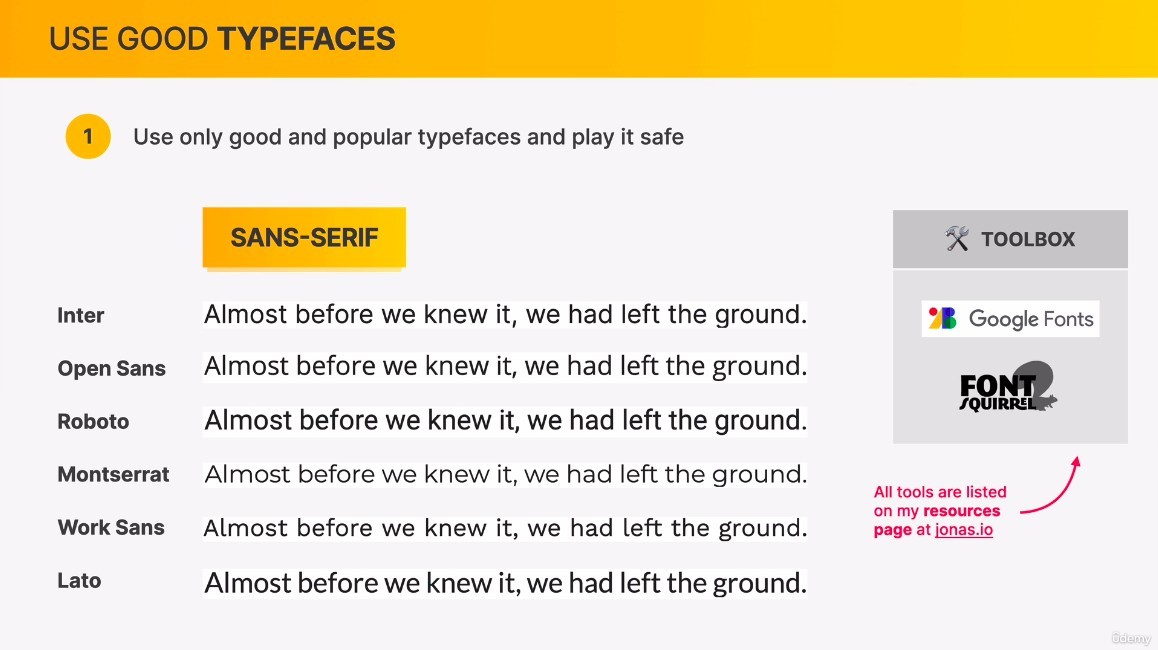 USE GOOD TYPEFACES
1 Use only good and popular typefaces and play it safe
SANS-SERIF
Inter Almost before we knew it, we had left the ground.
Open Sans Almost before we knew it, we had left the ground.
Roboto Almost before we knew it, we had left the ground.
Montserrat Almost before we knew it, we had left the ground.
Work Sans Almost before we knew it, we had left the ground.
Lato Almost before we knew it, we had left the ground.
TOOLBOX
Google Fonts
FONT
SQUIRREL
All tools are listed
on my resources
page at jonas.io
ûdemy